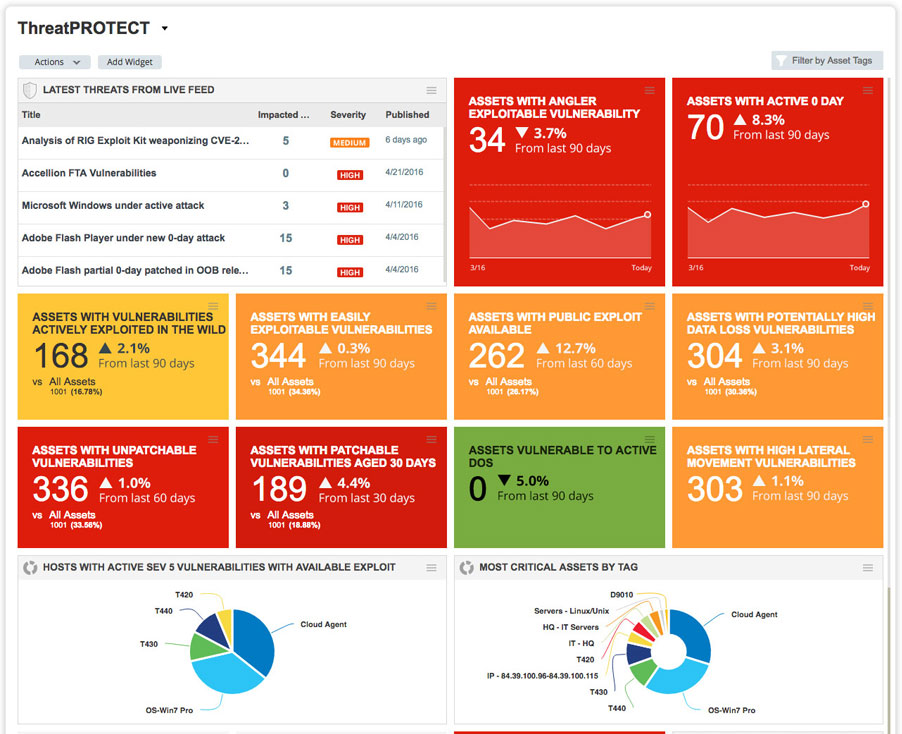 ThreatPROTECT
Actions
Add Widget
Filter by Asset Tags
LATEST THREATS FROM LIVE FEED
Title Impacted ... Severity Published
Analysis of RIG Exploit Kit weaponizing CVE-2... 5 MEDIUM 6 days ago
Accellion FTA Vulnerabilities 0 HIGH 4/21/2016
Microsoft Windows under active attack 3 HIGH 4/11/2016
Adobe Flash Player under new 0-day attack 15 HIGH 4/4/2016
Adobe Flash partial 0-day patched in OOB rele... 15 HIGH 4/4/2016
ASSETS WITH ANGLER
EXPLOITABLE VULNERABILITY
34 3.7%
From last 90 days
3/16 Today
ASSETS WITH ACTIVE 0 DAY
70 8.3%
From last 90 days
3/16 Today
ASSETS WITH VULNERABILITIES
ACTIVELY EXPLOITED IN THE WILD
168 2.1%
From last 90 days
vs All Assets
1001 (16.78%)
ASSETS WITH EASILY
EXPLOITABLE VULNERABILITIES
344 0.3%
From last 90 days
vs All Assets
1001 (34.36%)
ASSETS WITH PUBLIC EXPLOIT
AVAILABLE
262 12.7%
From last 60 days
vs All Assets
1001 (26.17%)
ASSETS WITH POTENTIALLY HIGH
DATA LOSS VULNERABILITIES
304 3.1%
From last 90 days
vs All Assets
1001 (30.36%)
ASSETS WITH UNPATCHABLE
VULNERABILITIES
336 1.0%
From last 60 days
vs All Assets
1001 (33.56%)
ASSETS WITH PATCHABLE
VULNERABILITIES AGED 30 DAYS
189 4.4%
From last 30 days
vs All Assets
1001 (18.88%)
ASSETS VULNERABLE TO ACTIVE
DOS
0 5.0%
From last 90 days
ASSETS WITH HIGH LATERAL
MOVEMENT VULNERABILITIES
303 1.1%
From last 90 days
HOSTS WITH ACTIVE SEV 5 VULNERABILITIES WITH AVAILABLE EXPLOIT
T420
T440
Cloud Agent
T430
OS-Win7 Pro
MOST CRITICAL ASSETS BY TAG
D9010
Servers - Linux/Unix
Cloud Agent
HQ - IT Servers
IT - HQ
T420
IP - 84.39.100.96-84.39.100.115
T430
T440
OS-Win7 Pro